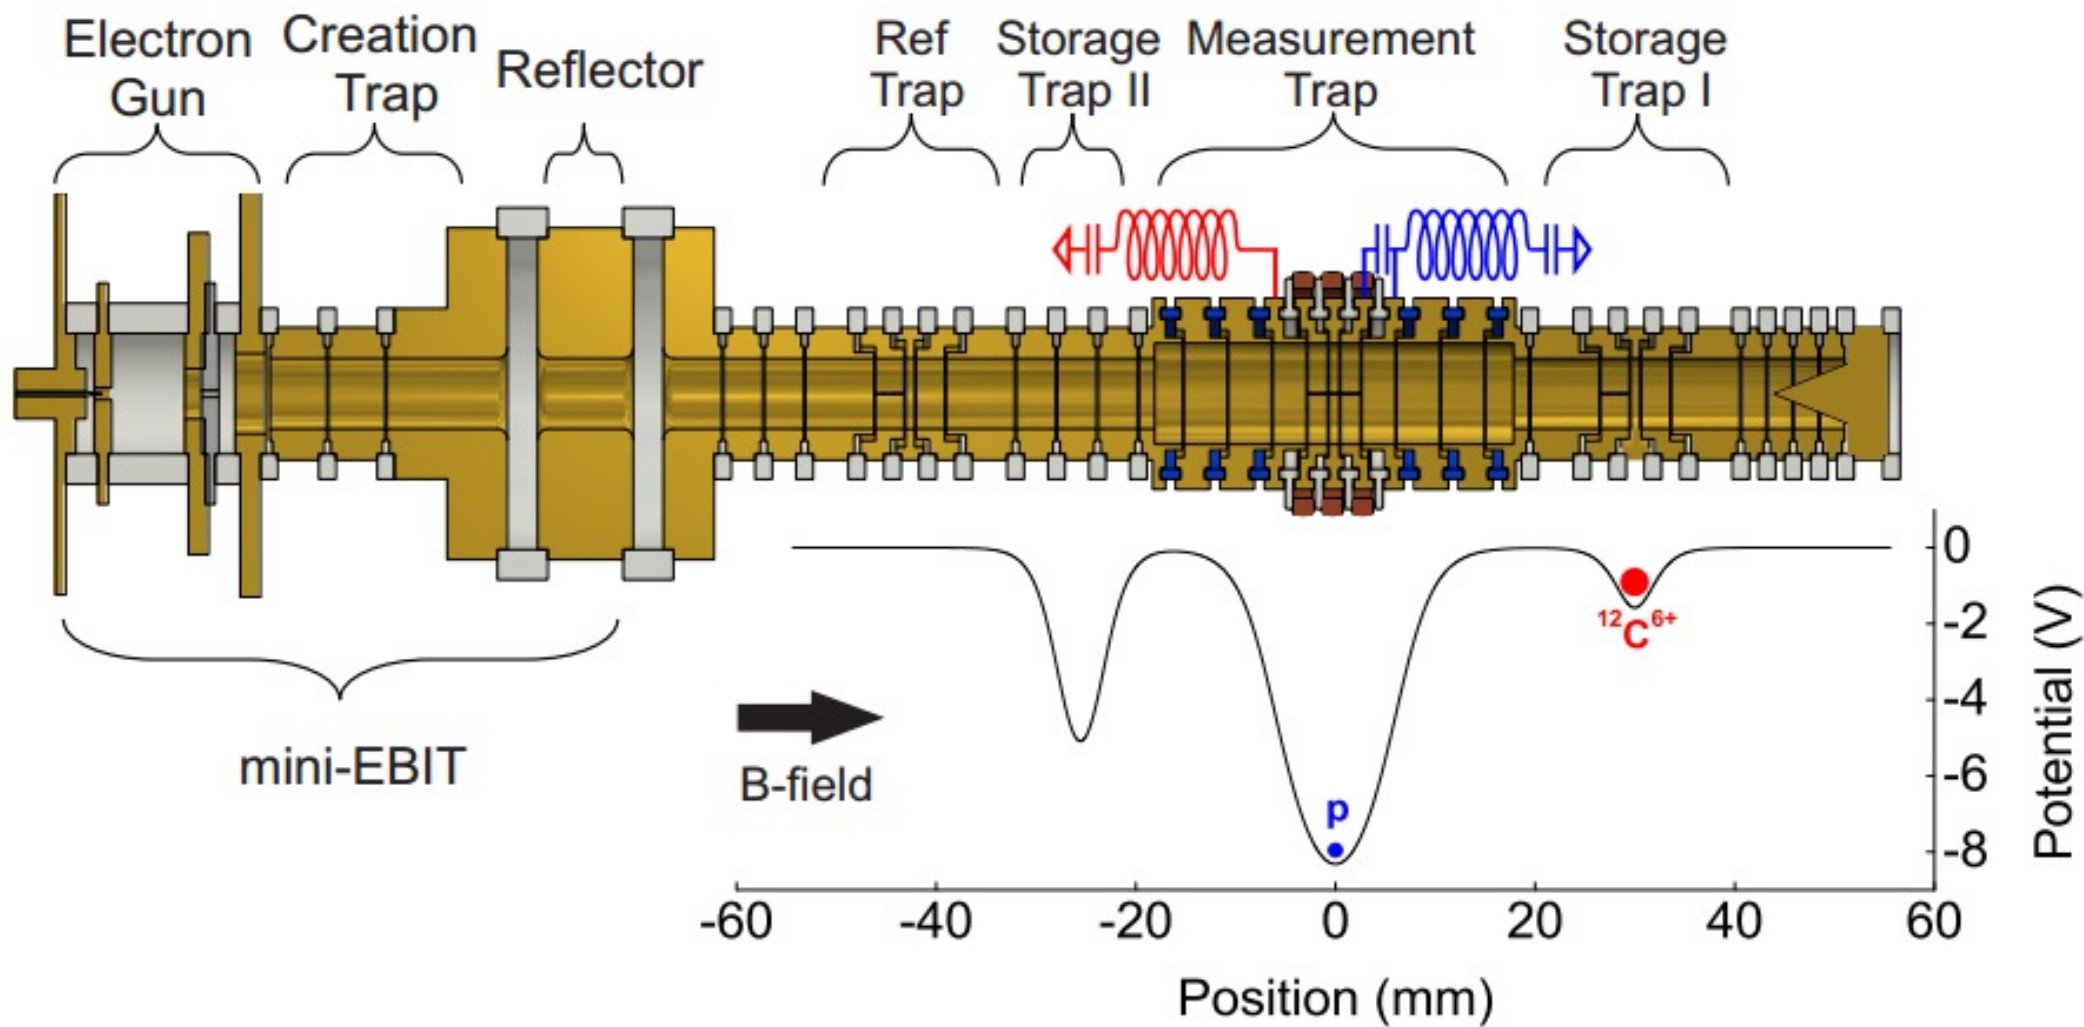 Electron
Gun
Creation
Trap
Reflector
Ref
Trap
Storage
Trap II
Measurement
Trap
Storage
Trap I
mini-EBIT
B-field
12C6+
p
0
-2
-4
-6
-8
Potential (V)
-60 -40 -20 0 20 40 60
Position (mm)